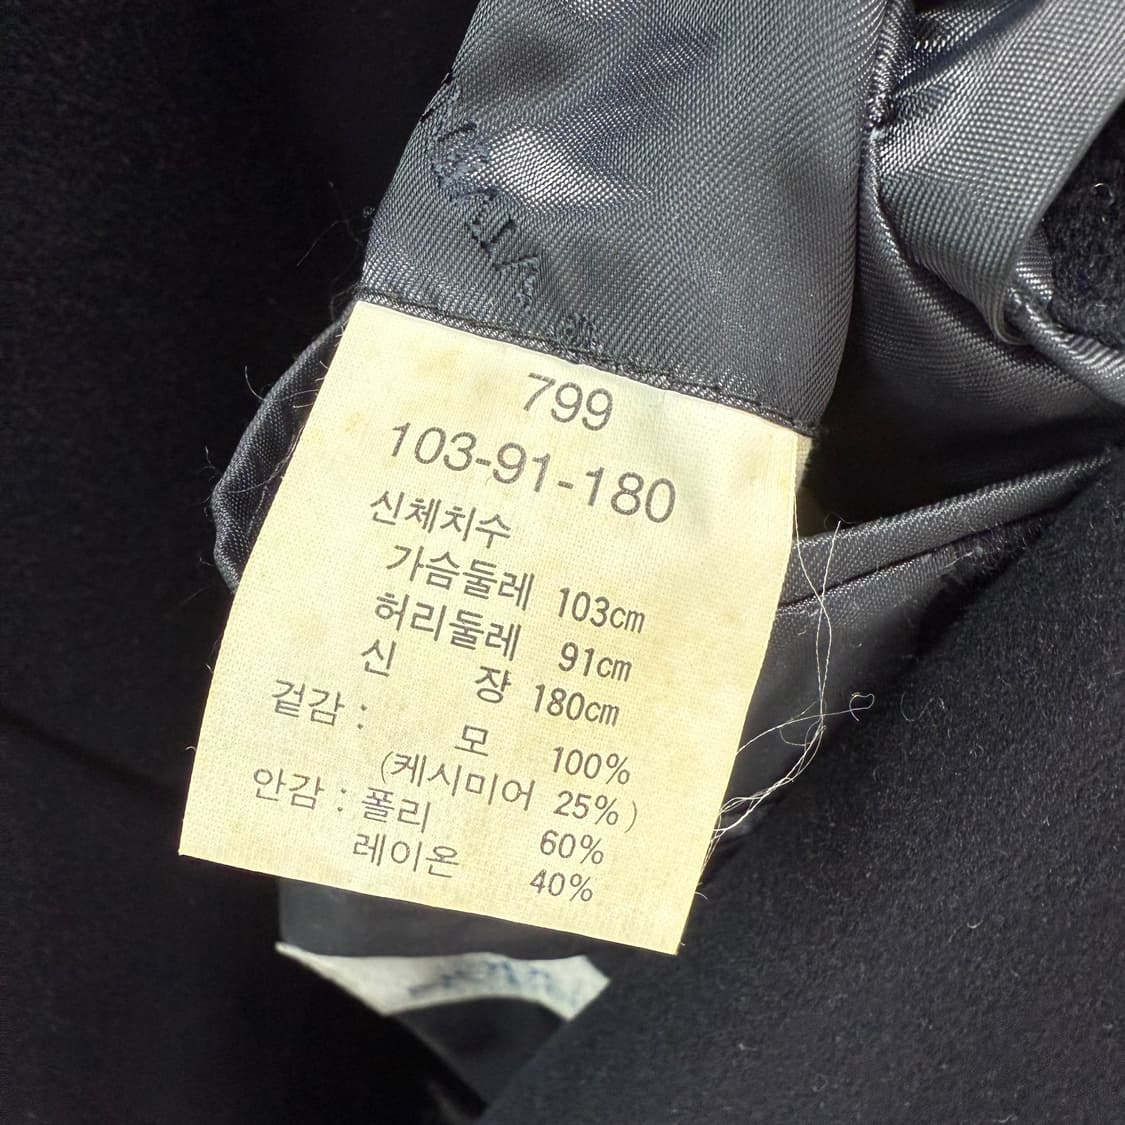 799
103-91-180
신체치수
가슴둘레 103cm
허리둘레 91cm
신 장 180cm
겉감 : 모 100%
(케시미어 25%)
안감 : 폴리 60%
레이온 40%